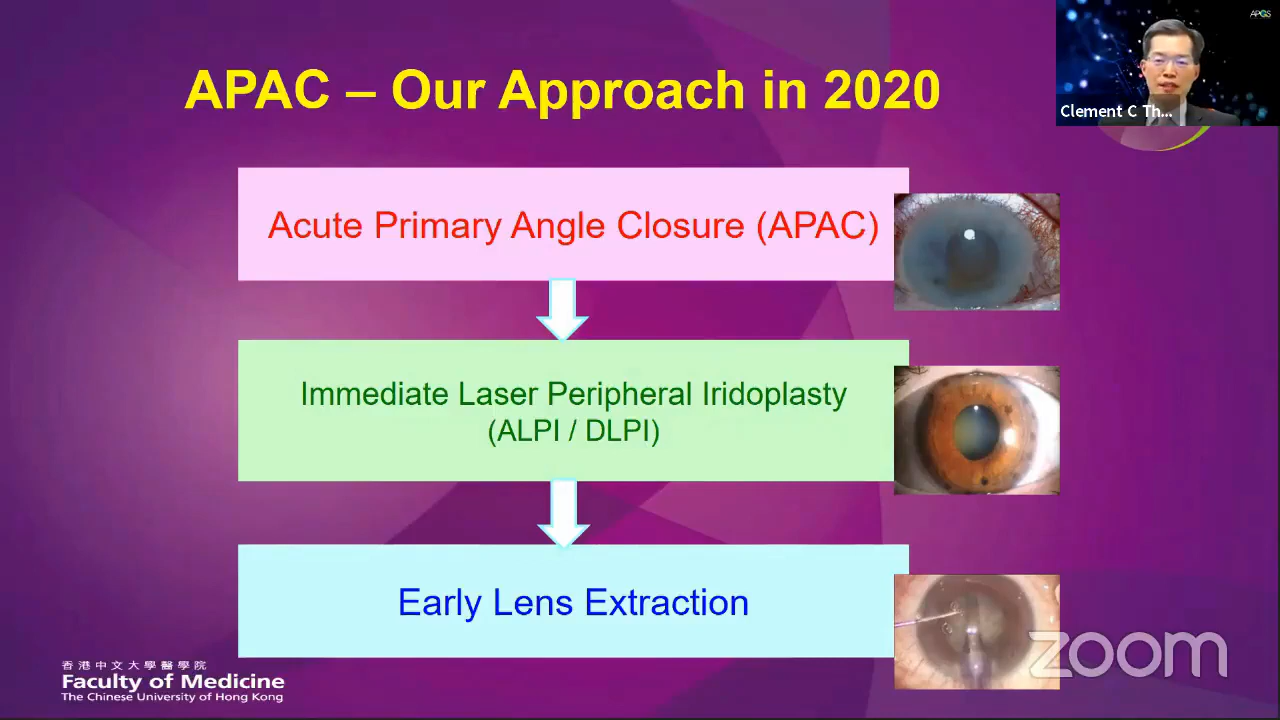 APAC – Our Approach in 2020
APGS
Clement C Th...
Acute Primary Angle Closure (APAC)
Immediate Laser Peripheral Iridoplasty
(ALPI / DLPI)
Early Lens Extraction
香港中文大學醫學院
Faculty of Medicine
The Chinese University of Hong Kong
zoom